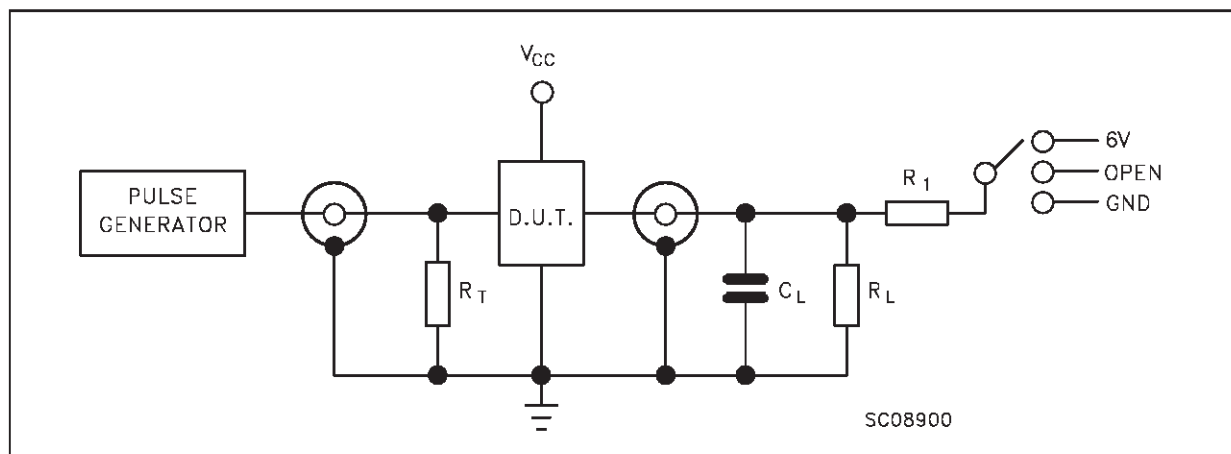 V_CC
PULSE
GENERATOR
D.U.T.
R_T
C_L
R_L
R_1
6V
OPEN
GND
SC08900